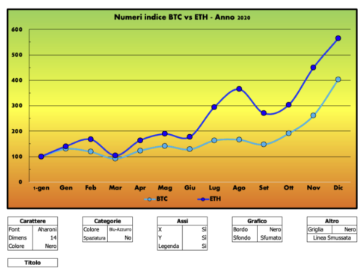 Numeri indice BTC vs ETH - Anno 2020
600
500
400
300
200
100
0
1-gen Gen Feb Mar Apr Mag Giu Lug Ago Set Ott Nov Dic
BTC ETH
Carattere
Font Aharoni
Dimens 14
Colore Nero
Categorie
Colore Blu-Azzurro
Spaziatura No
Assi
X Sì
Y Sì
Legenda Sì
Grafico
Bordo Nero
Sfondo Sfumato
Altro
Griglia Nero
Linea Smussata
Titolo